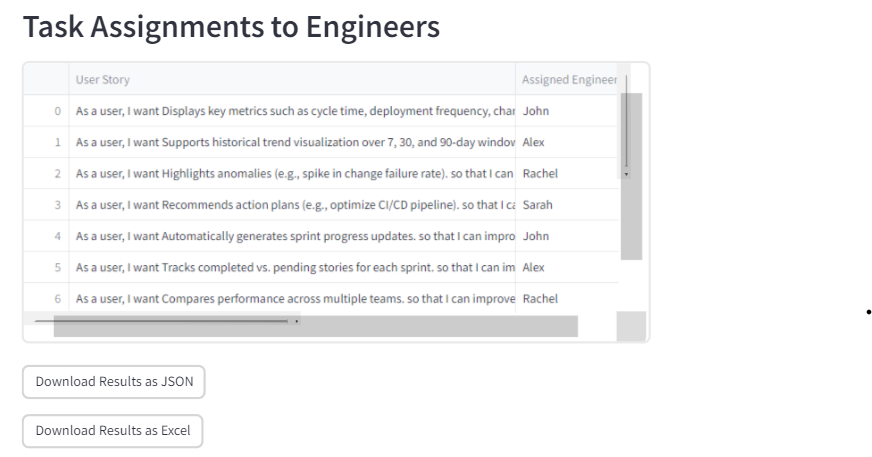 Task Assignments to Engineers
User Story Assigned Engineer
0 As a user, I want Displays key metrics such as cycle time, deployment frequency, John
1 As a user, I want Supports historical trend visualization over 7, 30, and 90-day Alex
2 As a user, I want Highlights anomalies (e.g., spike in change failure rate). so that I can Rachel
3 As a user, I want Recommends action plans (e.g., optimize CI/CD pipeline). so that I Sarah
4 As a user, I want Automatically generates sprint progress updates. so that I can impro John
5 As a user, I want Tracks completed vs. pending stories for each sprint. so that I can im Alex
6 As a user, I want Compares performance across multiple teams. so that I can improve Rachel
Download Results as JSON
Download Results as Excel